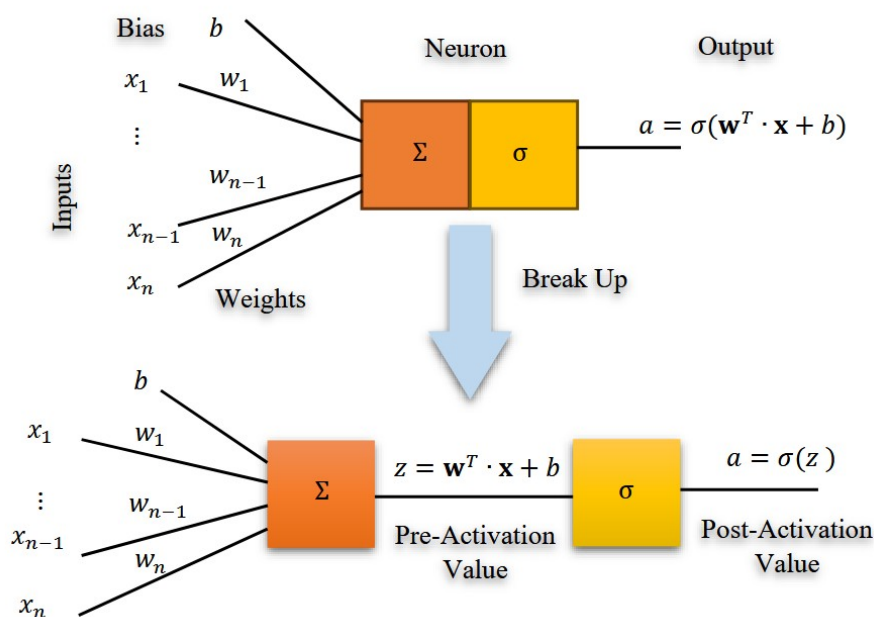 Bias b Neuron Output
x₁ w₁
⋮
Σ σ a = σ(𝐰ᵀ · 𝐱 + b)
Inputs
wₙ₋₁
xₙ₋₁ wₙ
xₙ Weights
Break Up
b
x₁ w₁
⋮ wₙ₋₁
Σ z = 𝐰ᵀ · 𝐱 + b σ a = σ(z)
xₙ₋₁ wₙ
Pre-Activation
Value
Post-Activation
Value
xₙ